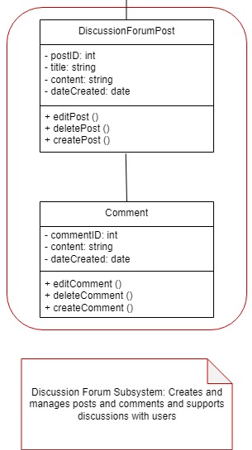 DiscussionForumPost
- postID: int
- title: string
- content: string
- dateCreated: date
+ editPost ()
+ deletePost ()
+ createPost ()
Comment
- commentID: int
- content: string
- dateCreated: date
+ editComment ()
+ deleteComment ()
+ createComment ()
Discussion Forum Subsystem: Creates and
manages posts and comments and supports
discussions with users